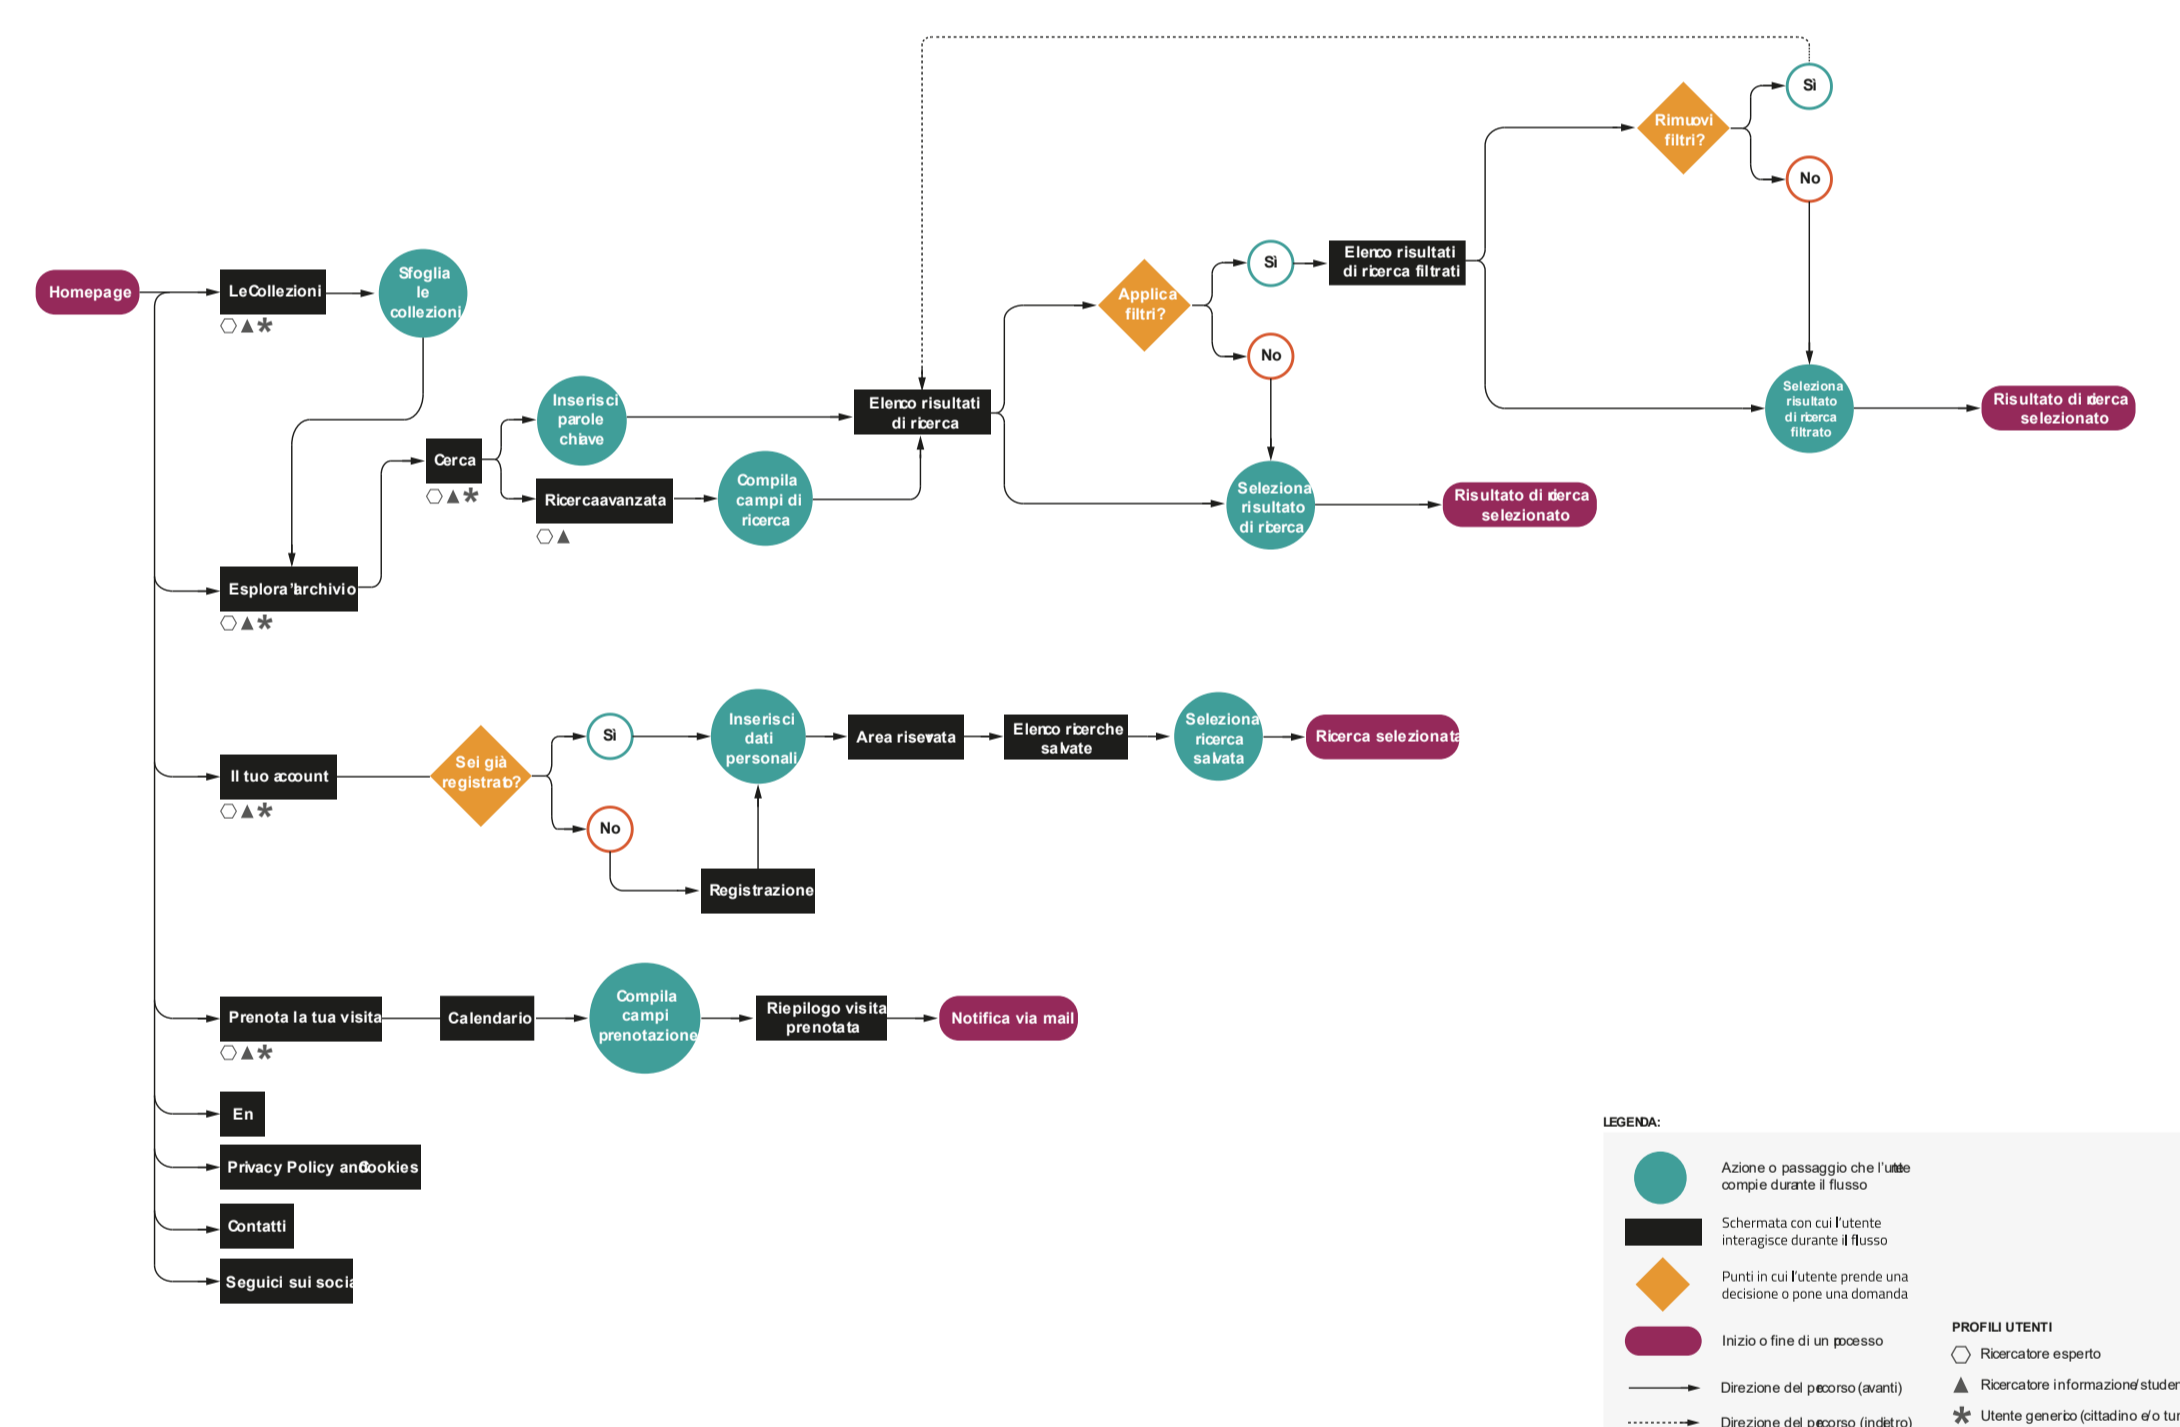 Sì
Rimuovi
filtri?
No
Homepage
Le Collezioni
Sfoglia
le
collezioni
Applica
filtri?
Sì
Elenco risultati
di ricerca filtrati
No
Inserisci
parole
chiave
Elenco risultati
di ricerca
Seleziona
risultato
di ricerca
filtrato
Risultato di ricerca
selezionato
Cerca
Ricerca avanzata
Compila
campi di
ricerca
Seleziona
risultato
di ricerca
Risultato di ricerca
selezionato
Esplora l'archivio
Il tuo account
Sei già
registrato?
Sì
No
Inserisci
dati
personali
Area riservata
Elenco ricerche
salvate
Seleziona
ricerca
salvata
Ricerca selezionata
Registrazione
Prenota la tua visita
Calendario
Compila
campi
prenotazione
Riepilogo visita
prenotata
Notifica via mail
En
Privacy Policy and Cookies
Contatti
Seguici sui socia
LEGENDA:
Azione o passaggio che l'utente
compie durante il flusso
Schermata con cui l'utente
interagisce durante il flusso
Punti in cui l'utente prende una
decisione o pone una domanda
Inizio o fine di un processo
Direzione del percorso (avanti)
Direzione del percorso (indietro)
PROFILI UTENTI
Ricercatore esperto
Ricercatore in formazione/studen
Utente generico (cittadino e/o tur